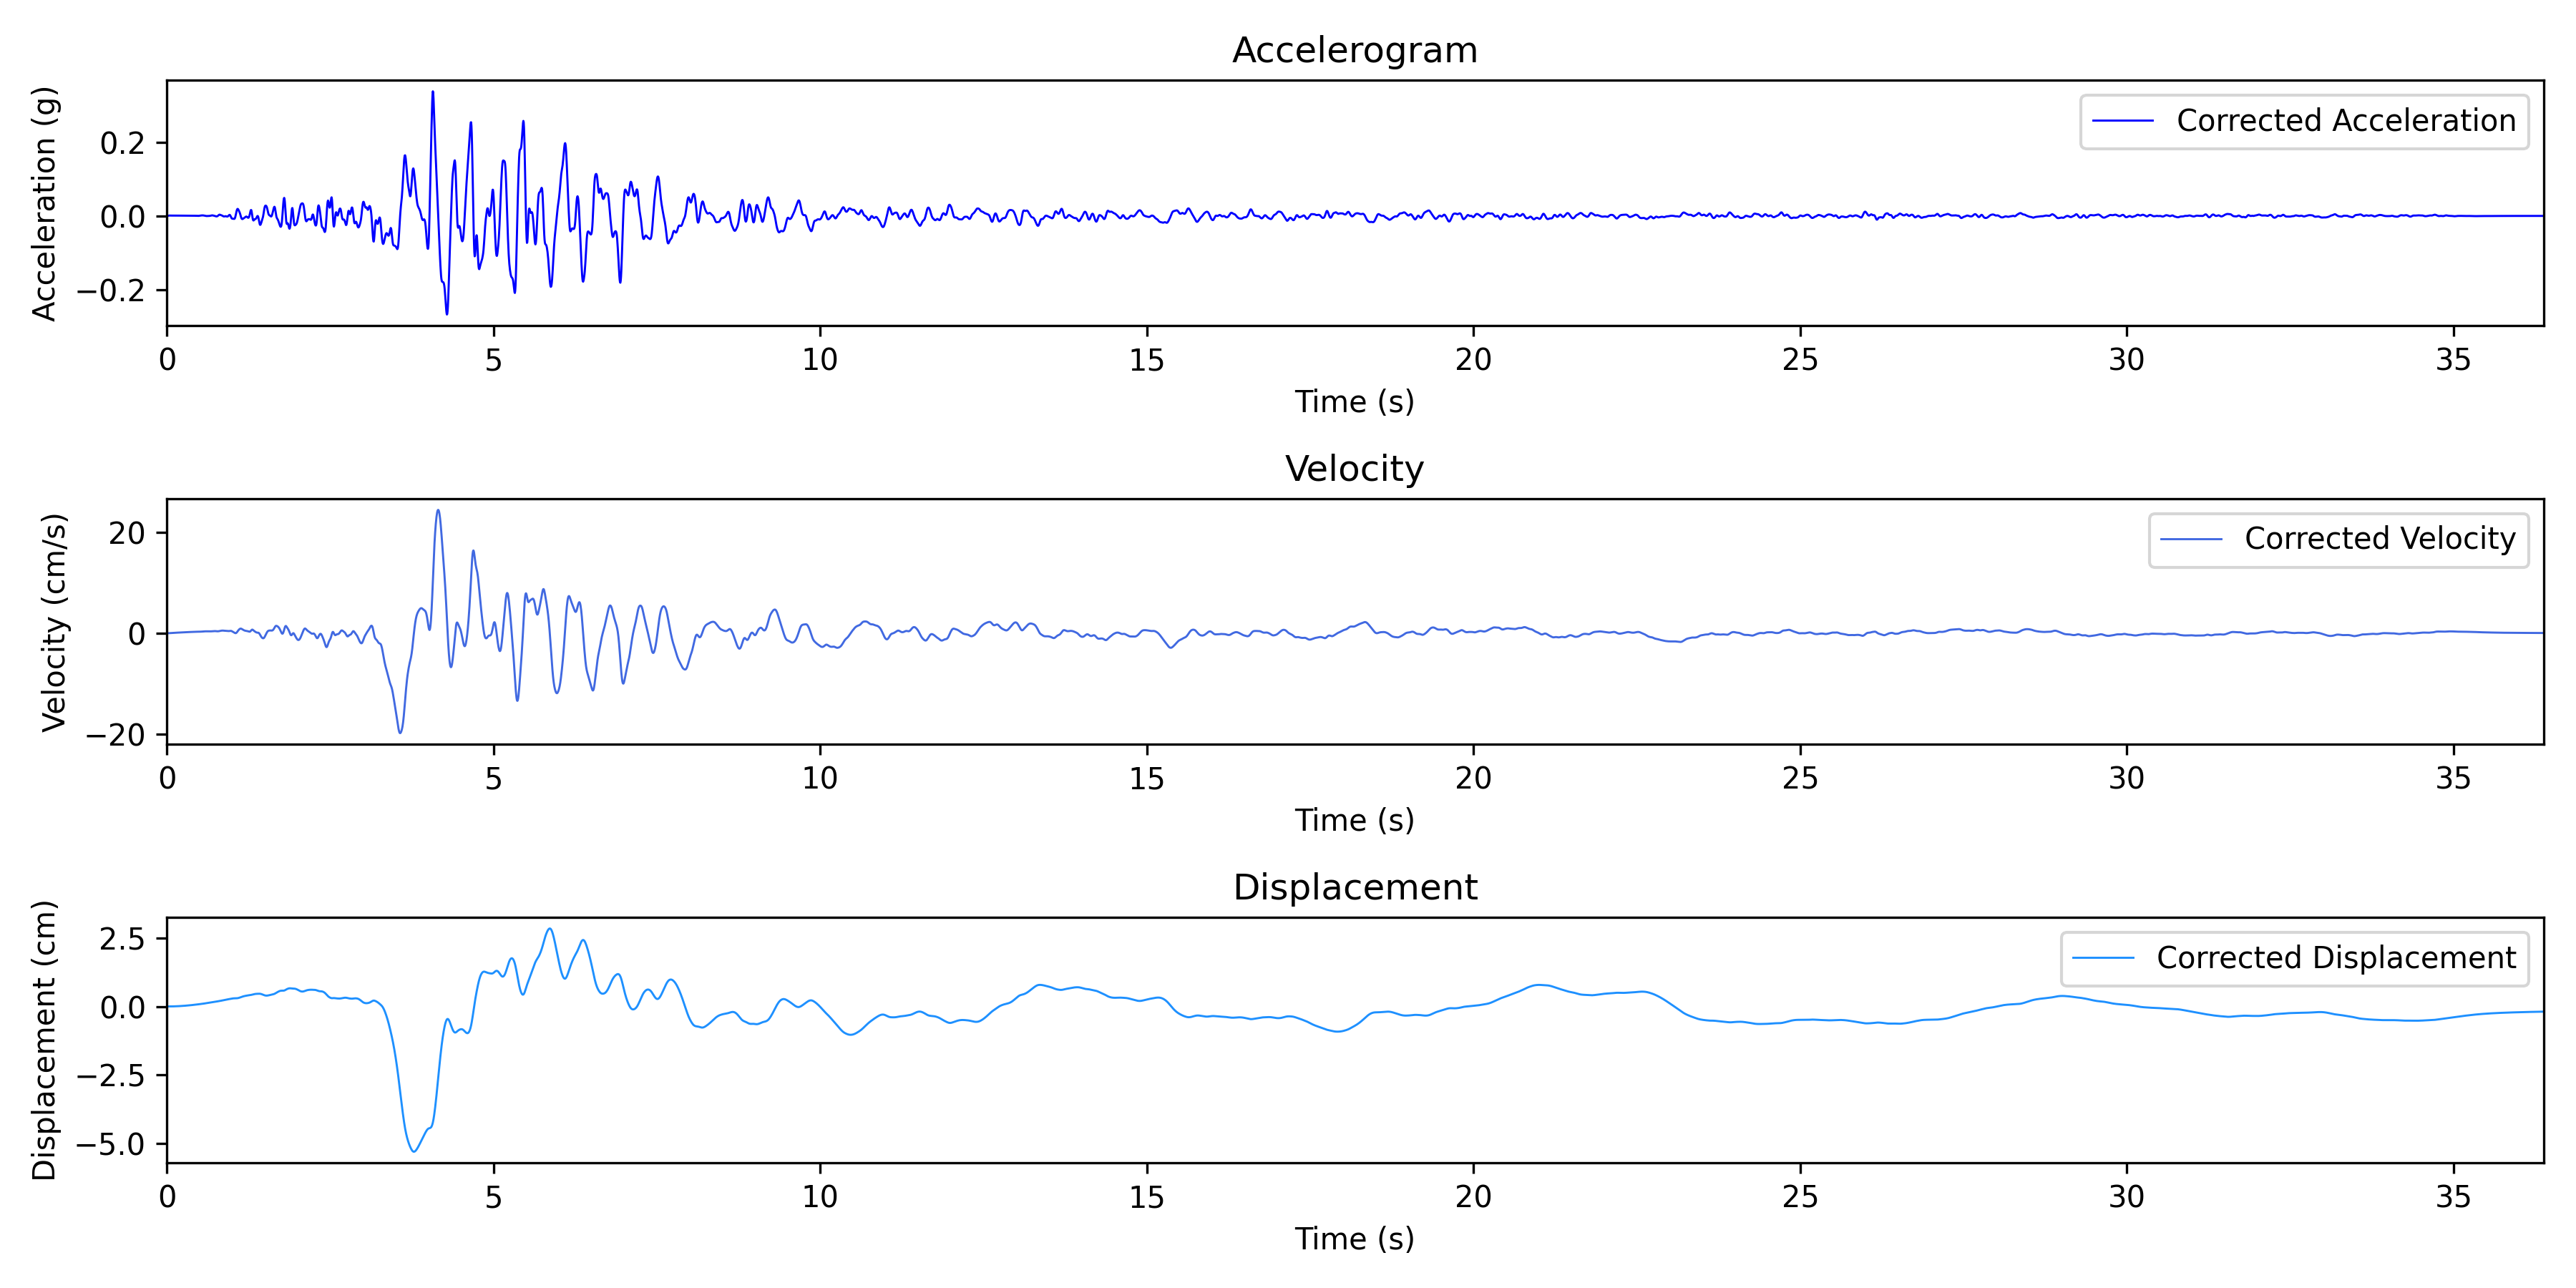 Accelerogram
Acceleration (g)
0.2
0.0
−0.2
Corrected Acceleration
0 5 10 15 20 25 30 35
Time (s)
Velocity
Velocity (cm/s)
20
0
−20
Corrected Velocity
0 5 10 15 20 25 30 35
Time (s)
Displacement
Displacement (cm)
2.5
0.0
−2.5
−5.0
Corrected Displacement
0 5 10 15 20 25 30 35
Time (s)